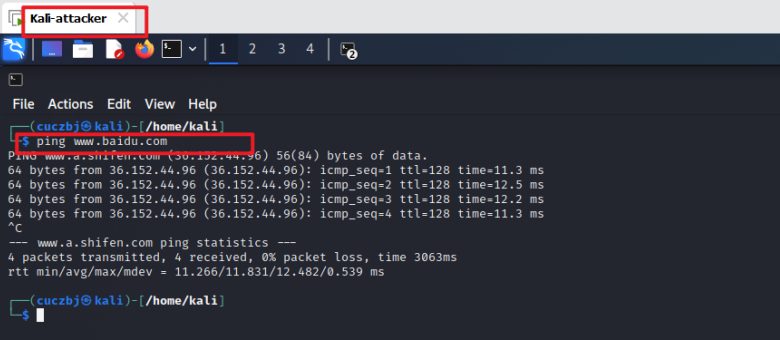 Kali-attacker
1 2 3 4 2
File Actions Edit View Help
(cuczbj㉿kali)-[/home/kali]
$ ping www.baidu.com
PING www.a.shifen.com (36.152.44.96) 56(84) bytes of data.
64 bytes from 36.152.44.96 (36.152.44.96): icmp_seq=1 ttl=128 time=11.3 ms
64 bytes from 36.152.44.96 (36.152.44.96): icmp_seq=2 ttl=128 time=12.5 ms
64 bytes from 36.152.44.96 (36.152.44.96): icmp_seq=3 ttl=128 time=12.2 ms
64 bytes from 36.152.44.96 (36.152.44.96): icmp_seq=4 ttl=128 time=11.3 ms
^C
--- www.a.shifen.com ping statistics ---
4 packets transmitted, 4 received, 0% packet loss, time 3063ms
rtt min/avg/max/mdev = 11.266/11.831/12.482/0.539 ms
(cuczbj㉿kali)-[/home/kali]
$